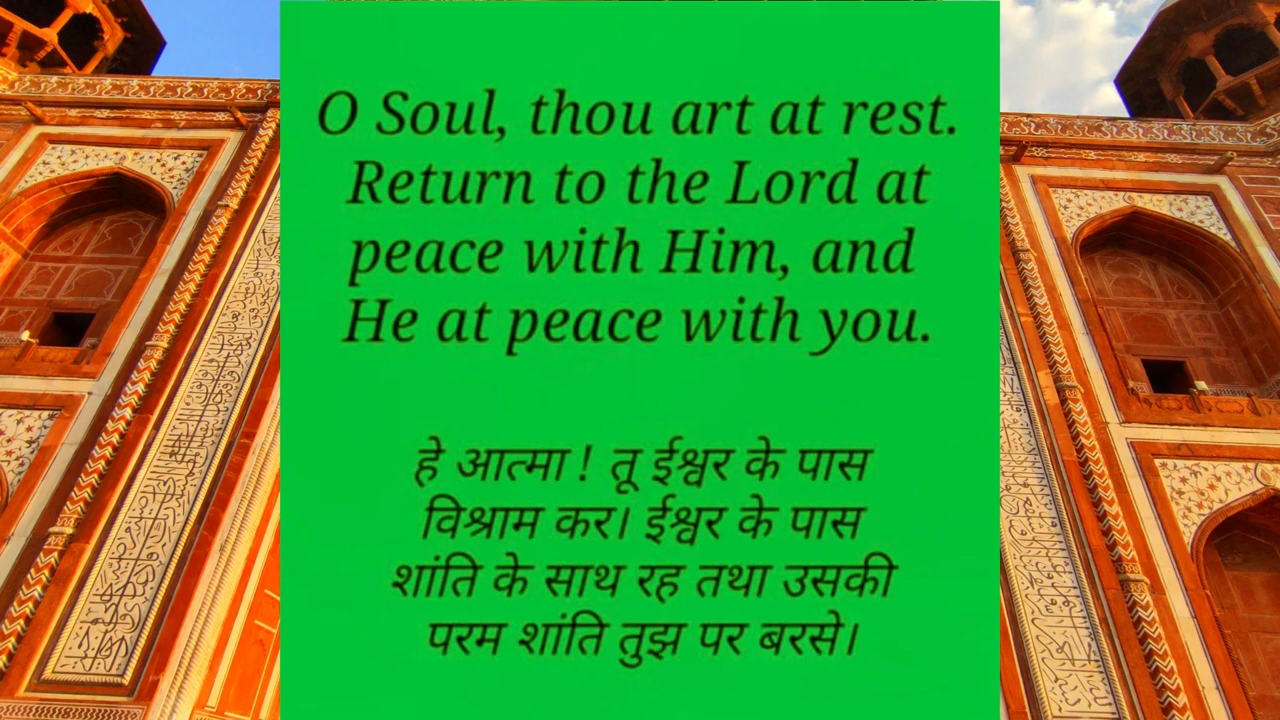 O Soul, thou art at rest.
Return to the Lord at
peace with Him, and
He at peace with you.
हे आत्मा ! तू ईश्वर के पास
विश्राम कर। ईश्वर के पास
शांति के साथ रह तथा उसकी
परम शांति तुझ पर बरसे।